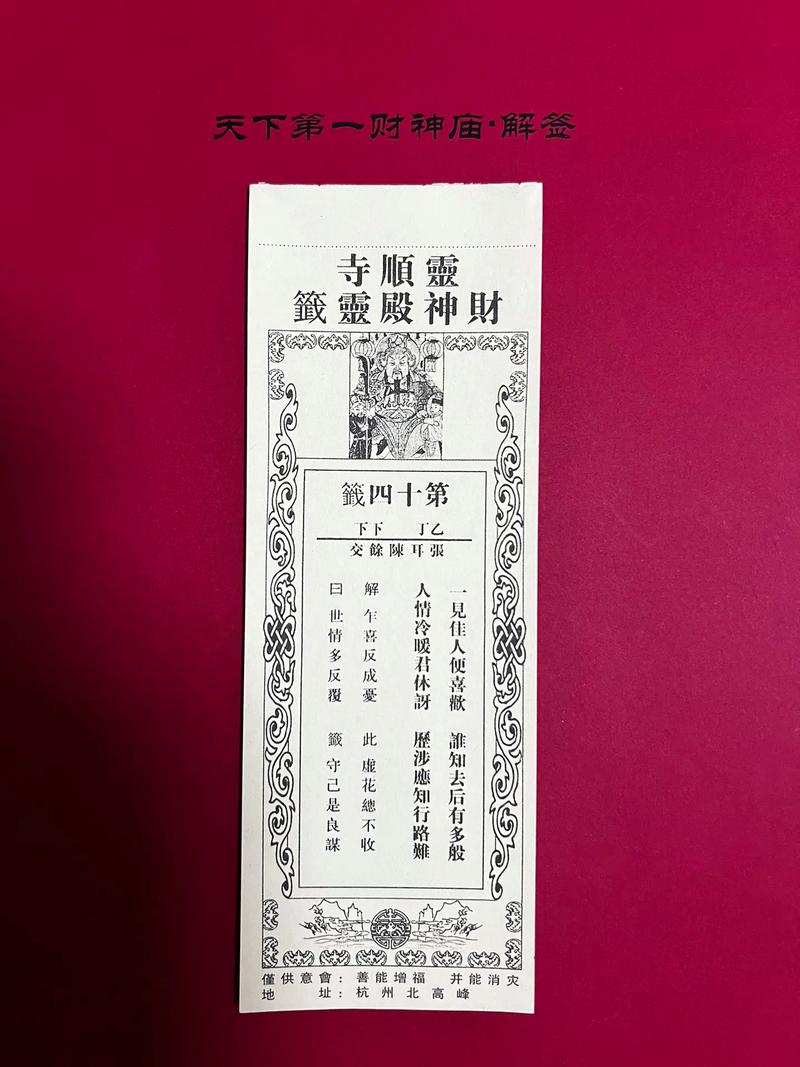 天下第一财神庙·解签
靈順寺
財神殿靈籤
第十四籤
乙丁 下下
張耳陳餘交
一見佳人便喜歡 誰知去后有多般
人情冷暖君休訝 歷涉應知行路難
解 乍喜反成憂 此 虛花總不收
曰 世情多反覆 籤 守己是良謀
僅供意會：善能增福 并能消灾
地 址：杭州北高峰